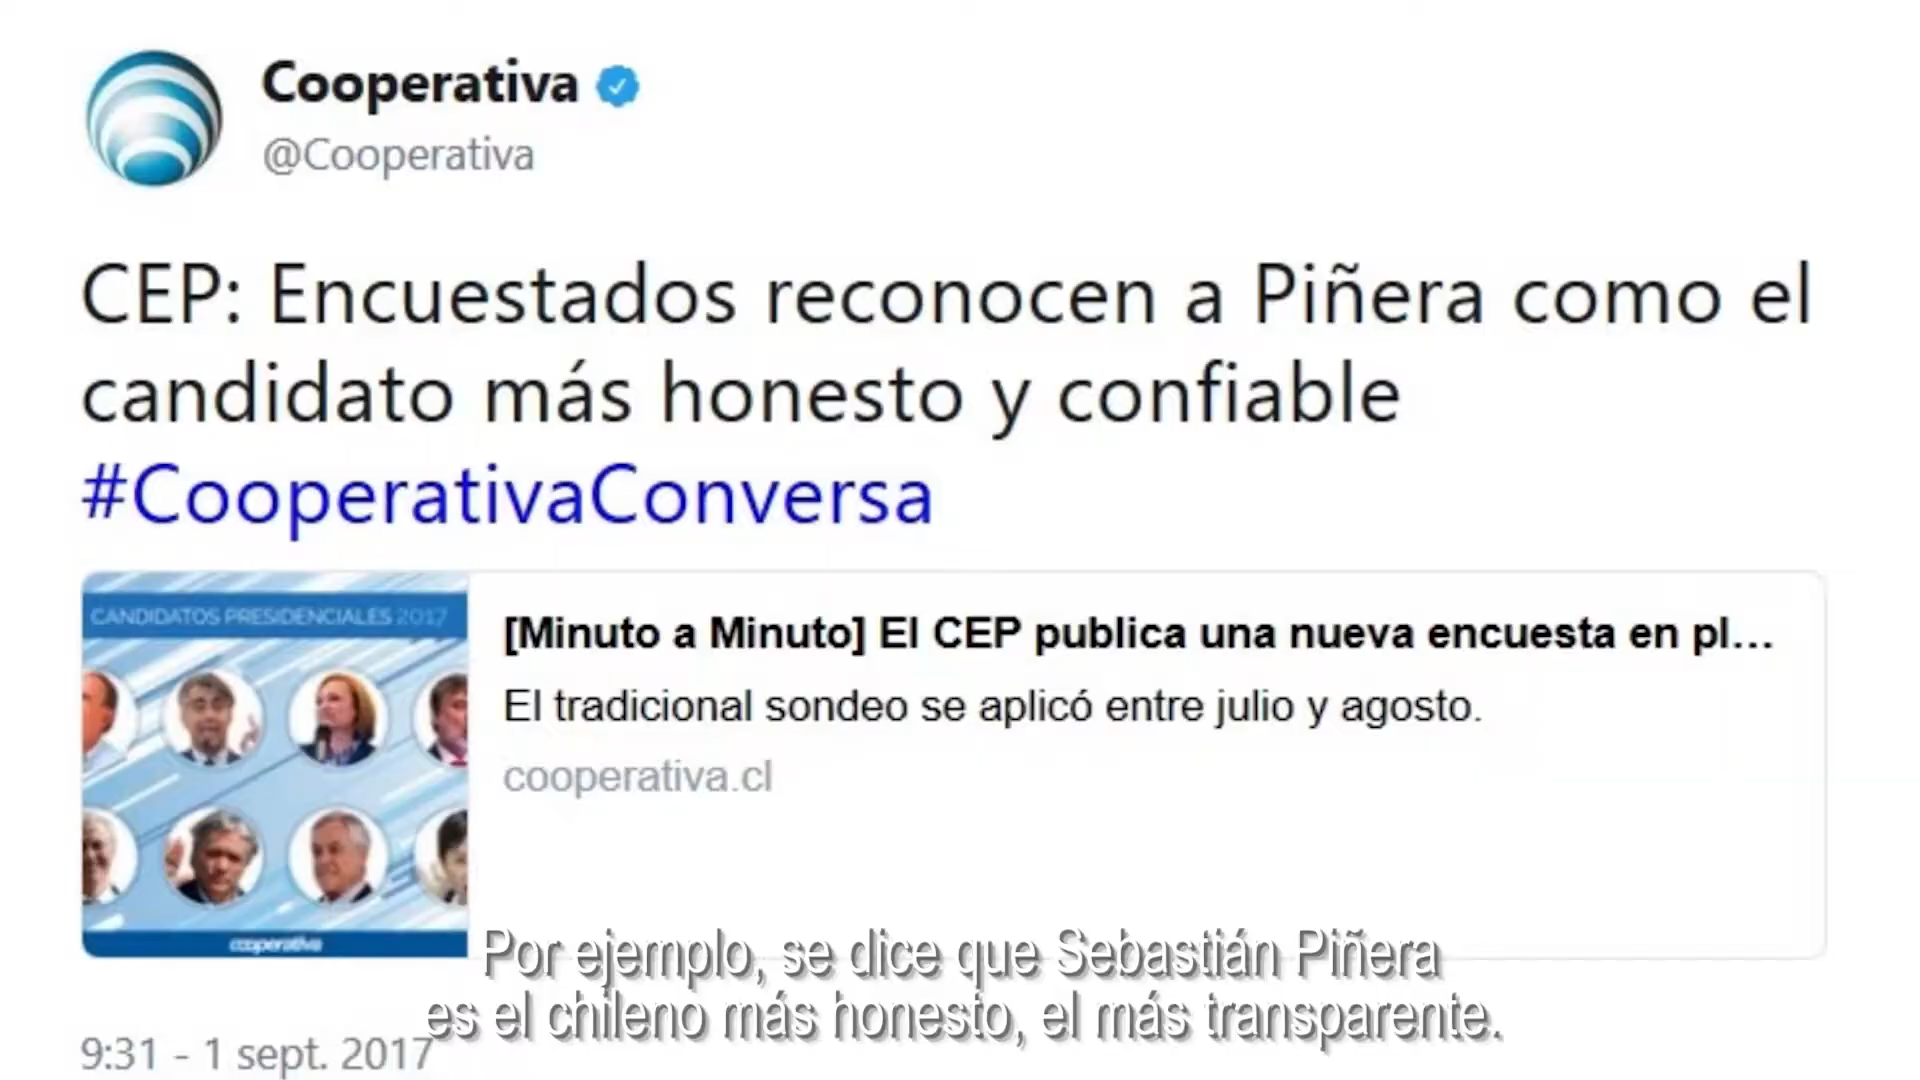 Cooperativa
@Cooperativa
CEP: Encuestados reconocen a Piñera como el
candidato más honesto y confiable
#CooperativaConversa
CANDIDATOS PRESIDENCIALES 2017
cooperativa
[Minuto a Minuto] El CEP publica una nueva encuesta en pl...
El tradicional sondeo se aplicó entre julio y agosto.
cooperativa.cl
Por ejemplo, se dice que Sebastián Piñera
es el chileno más honesto, el más transparente.
9:31 - 1 sept. 2017